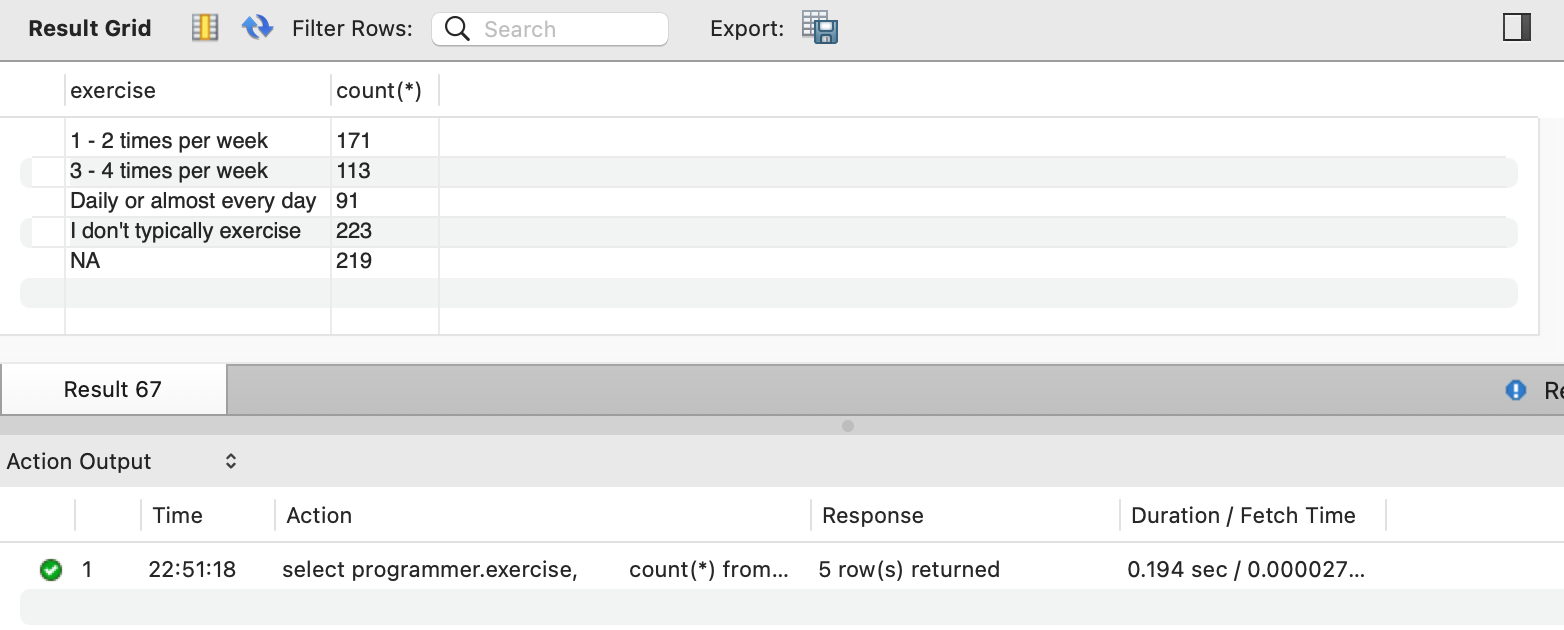 Result Grid Filter Rows: Search Export:
exercise count(*)
1 - 2 times per week 171
3 - 4 times per week 113
Daily or almost every day 91
I don't typically exercise 223
NA 219
Result 67 Re
Action Output
Time Action Response Duration / Fetch Time
1 22:51:18 select programmer.exercise, count(*) from... 5 row(s) returned 0.194 sec / 0.000027...